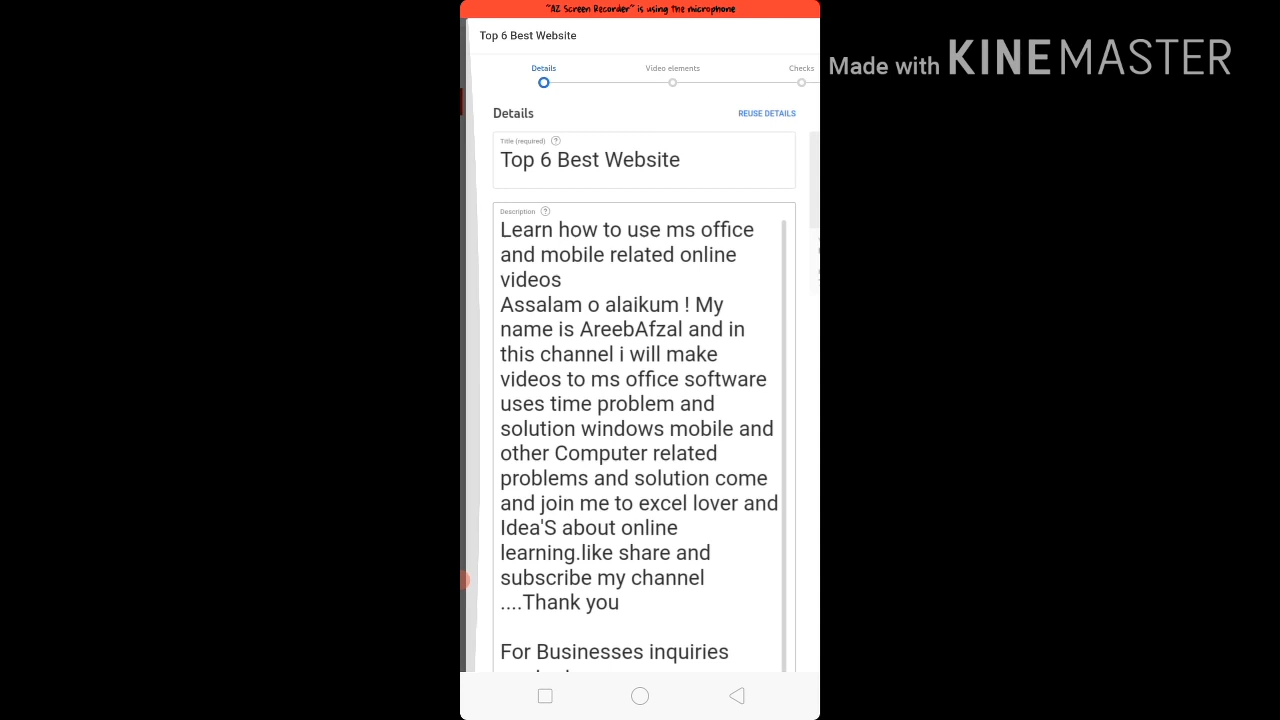 "AZ Screen Recorder" is using the microphone
Top 6 Best Website
Made with KINEMASTER
Details
Video elements
Checks
Details
REUSE DETAILS
Title (required) ?
Top 6 Best Website
Description ?
Learn how to use ms office
and mobile related online
videos
Assalam o alaikum ! My
name is AreebAfzal and in
this channel i will make
videos to ms office software
uses time problem and
solution windows mobile and
other Computer related
problems and solution come
and join me to excel lover and
Idea'S about online
learning.like share and
subscribe my channel
....Thank you
For Businesses inquiries